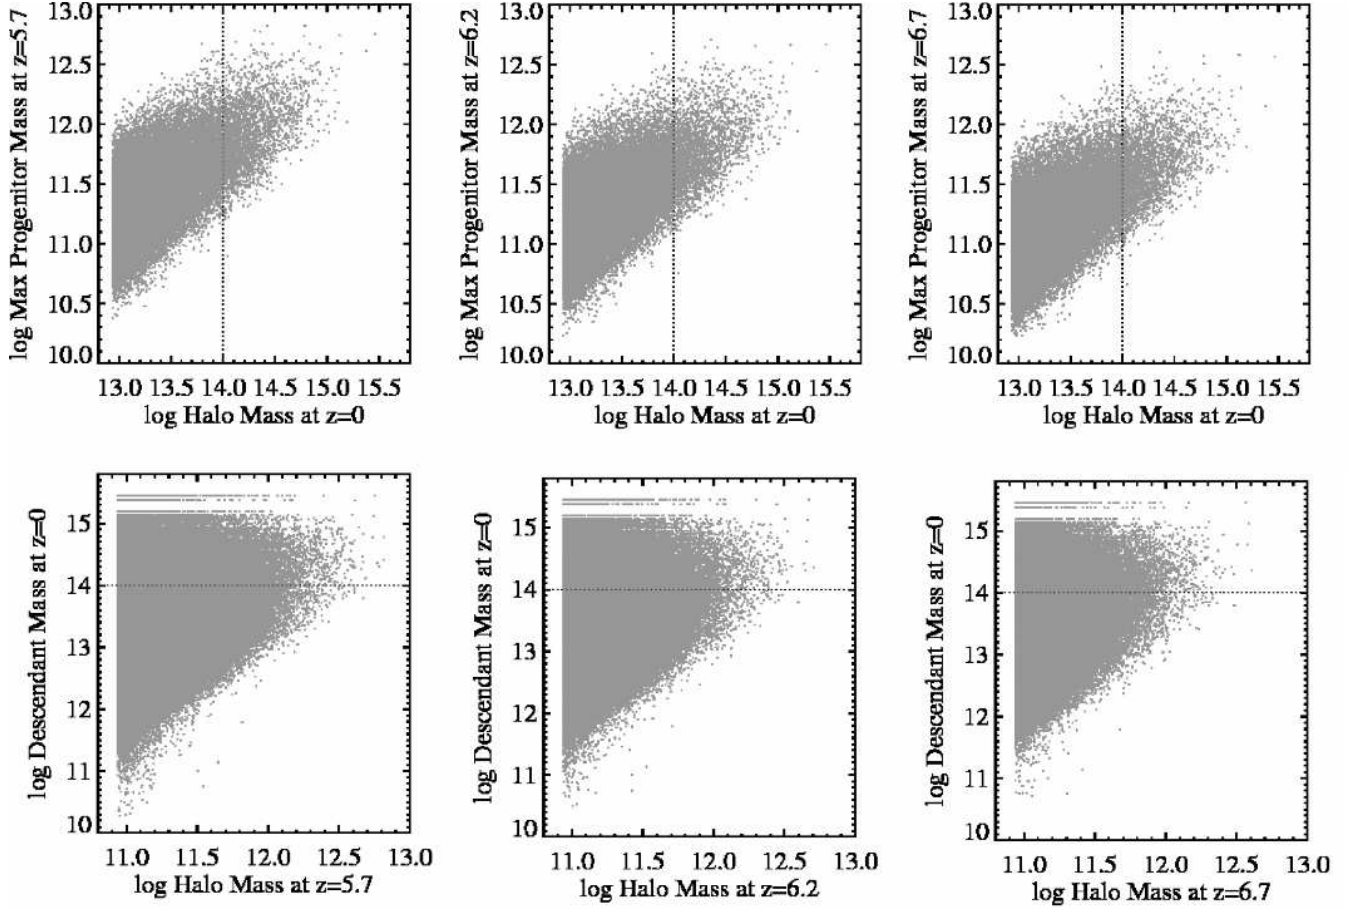 log Max Progenitor Mass at z=5.7
13.0
12.5
12.0
11.5
11.0
10.5
10.0
13.0 13.5 14.0 14.5 15.0 15.5
log Halo Mass at z=0
log Max Progenitor Mass at z=6.2
13.0
12.5
12.0
11.5
11.0
10.5
10.0
13.0 13.5 14.0 14.5 15.0 15.5
log Halo Mass at z=0
log Max Progenitor Mass at z=6.7
13.0
12.5
12.0
11.5
11.0
10.5
10.0
13.0 13.5 14.0 14.5 15.0 15.5
log Halo Mass at z=0
log Descendant Mass at z=0
15
14
13
12
11
10
11.0 11.5 12.0 12.5 13.0
log Halo Mass at z=5.7
log Descendant Mass at z=0
15
14
13
12
11
10
11.0 11.5 12.0 12.5 13.0
log Halo Mass at z=6.2
log Descendant Mass at z=0
15
14
13
12
11
10
11.0 11.5 12.0 12.5 13.0
log Halo Mass at z=6.7